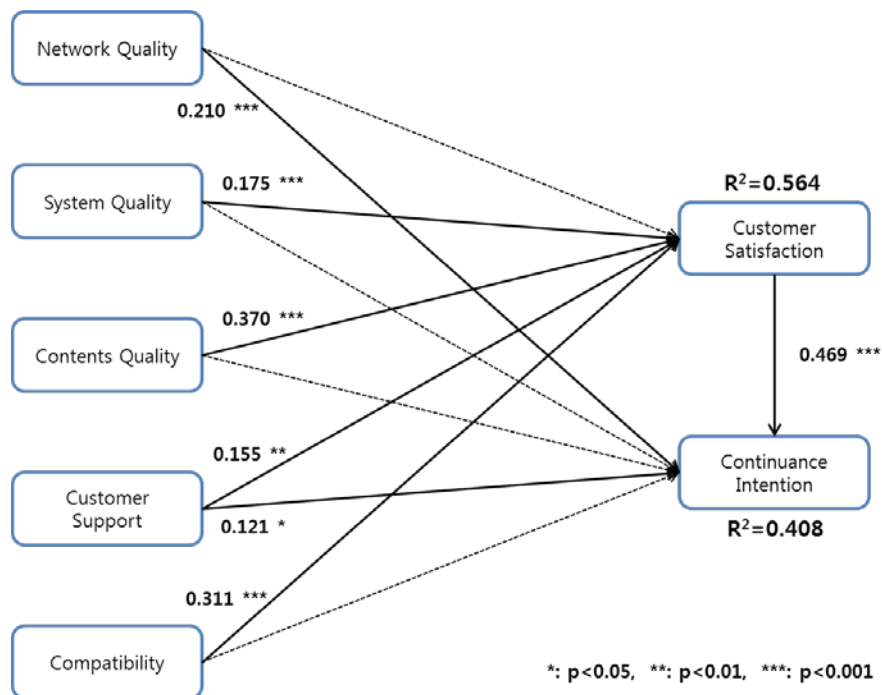 Network Quality
0.210 ***
System Quality
0.175 ***
R²=0.564
Customer
Satisfaction
Contents Quality
0.370 ***
0.469 ***
Customer
Support
0.155 **
0.121 *
Continuance
Intention
R²=0.408
0.311 ***
Compatibility
*: p<0.05, **: p<0.01, ***: p<0.001